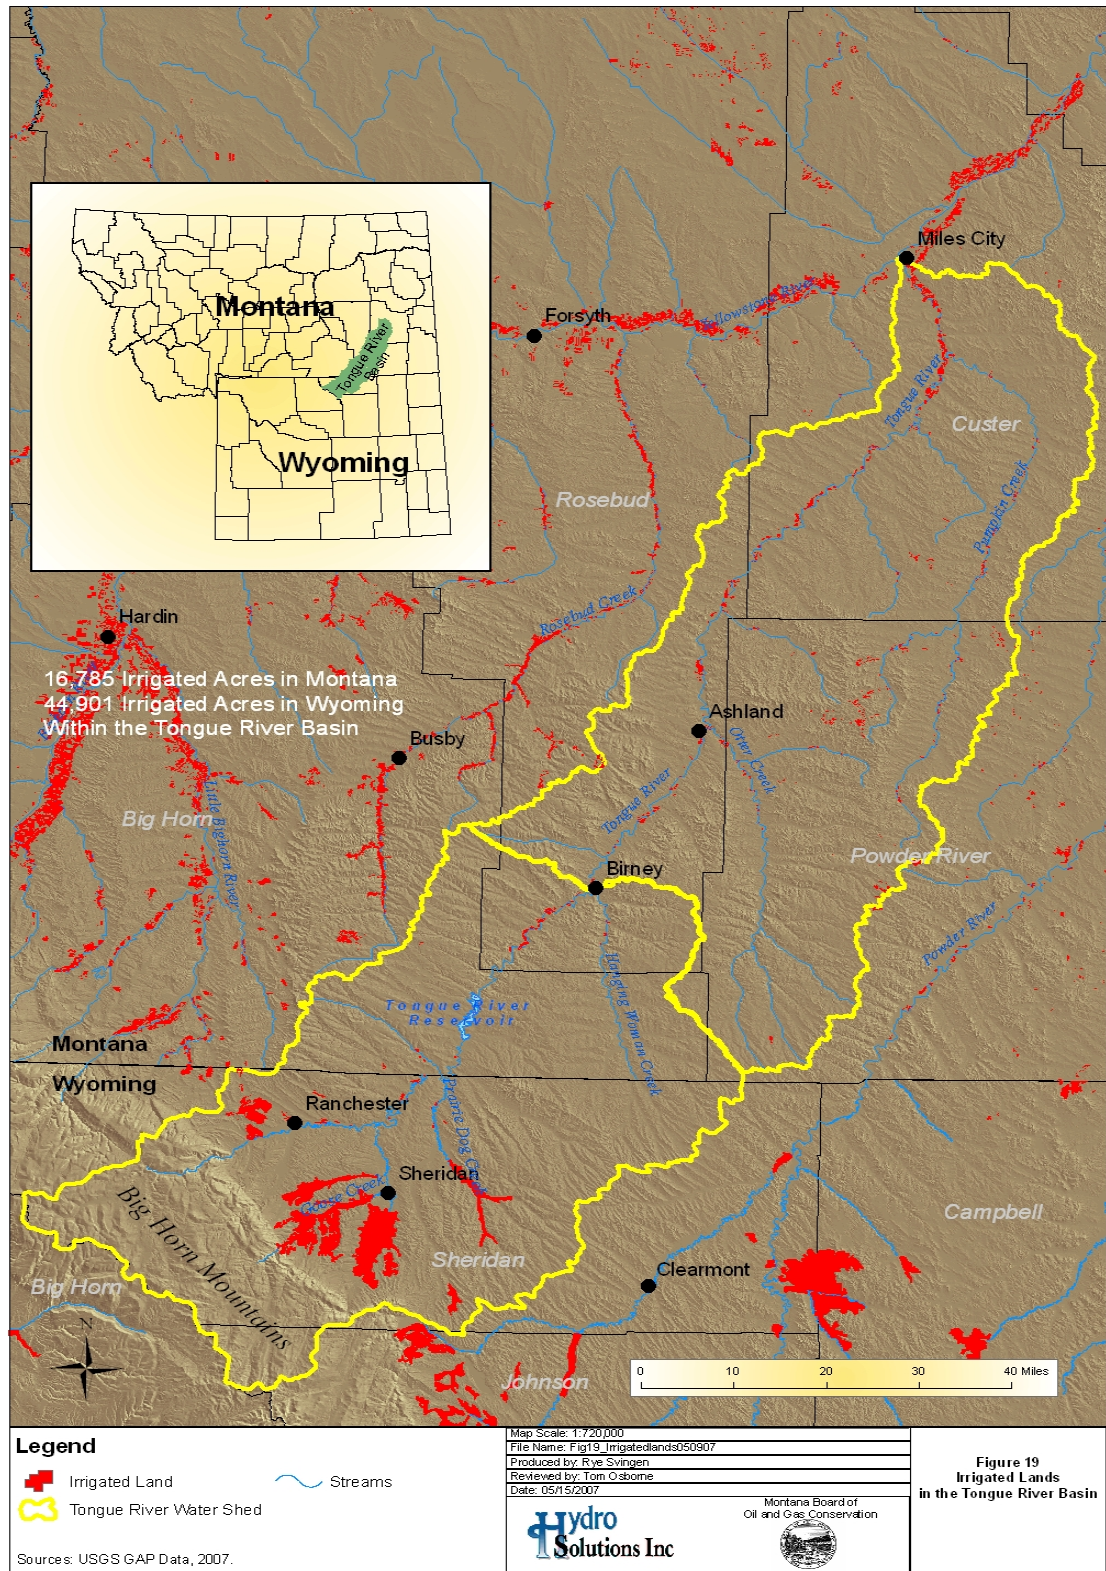 Miles City
Forsyth
Yellowstone River
Montana
Tongue River
Basin
Wyoming
Tongue River
Custer
Rosebud
Pumpkin Creek
Hardin
Rosebud Creek
16,785 Irrigated Acres in Montana
44,901 Irrigated Acres in Wyoming
Within the Tongue River Basin
Ashland
Busby
Otter Creek
Little Bighorn River
Tongue River
Big Horn
Powder River
Birney
Powder River
Hanging Woman Creek
Tongue River
Reservoir
Montana
Wyoming
Ranchester
Prairie Dog Creek
Sheridan
Goose Creek
Big Horn Mountains
Campbell
Sheridan
Clearmont
Big Horn
N
Johnson
0 10 20 30 40 Miles
Legend
Irrigated Land
Streams
Tongue River Water Shed
Sources: USGS GAP Data, 2007.
Map Scale: 1:720,000
File Name: Fig19_Irrigatedlands050907
Produced by: Rye Svingen
Reviewed by: Tom Osborne
Date: 05/15/2007
Hydro
Solutions Inc
Montana Board of
Oil and Gas Conservation
Figure 19
Irrigated Lands
in the Tongue River Basin